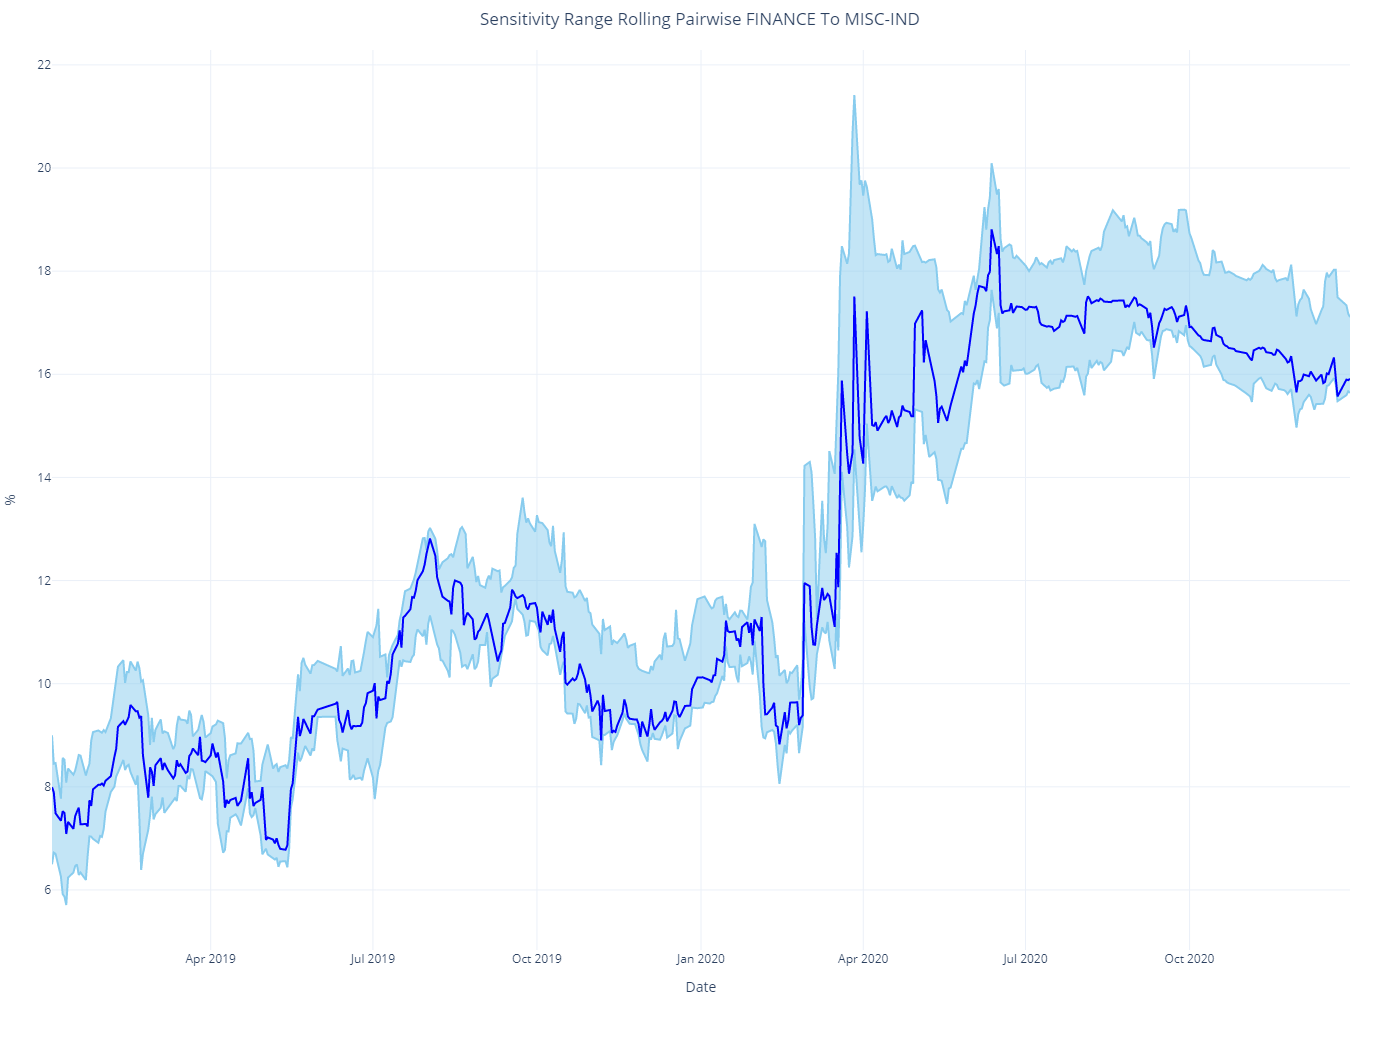 Sensitivity Range Rolling Pairwise FINANCE To MISC-IND
22
20
18
16
14
12
10
8
6
%
Apr 2019
Jul 2019
Oct 2019
Jan 2020
Apr 2020
Jul 2020
Oct 2020
Date